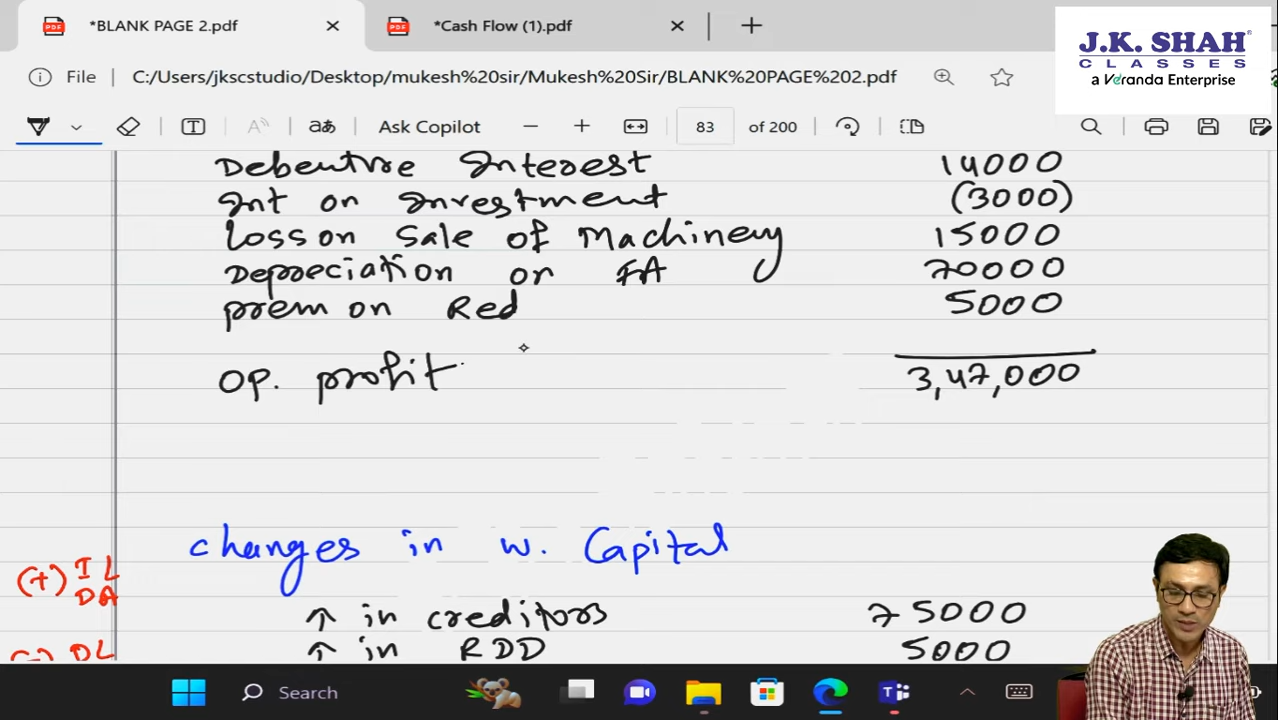 *BLANK PAGE 2.pdf
*Cash Flow (1).pdf
J.K. SHAH
CLASSES
a Veranda Enterprise
File C:/Users/jkscstudio/Desktop/mukesh%20sir/Mukesh%20Sir/BLANK%20PAGE%202.pdf
Ask Copilot 83 of 200
Debenture Interest 14000
Int on Investment (3000)
Loss on Sale of Machinery 15000
Depreciation on FA 70000
prem on Red 5000
OP. profit 3,47,000
changes in w. Capital
(+) IL
DA
↑ in creditors 75000
(-) DL ↑ in RDD 5000
Search